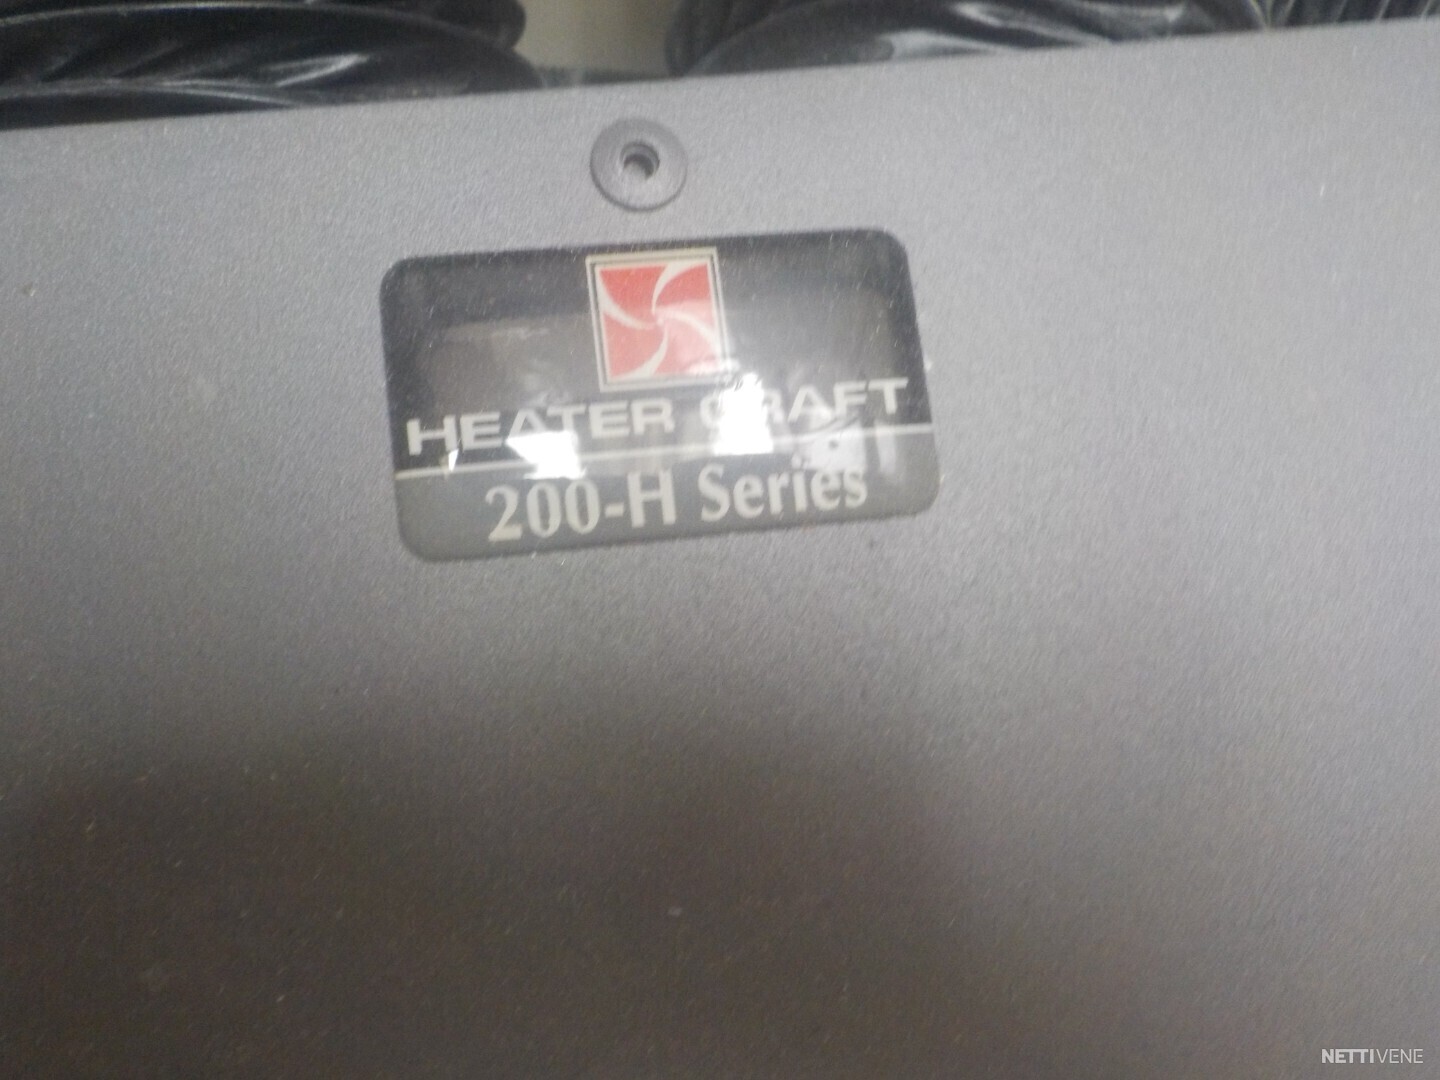 HEATER CRAFT
200-H Series
NETTIVENE